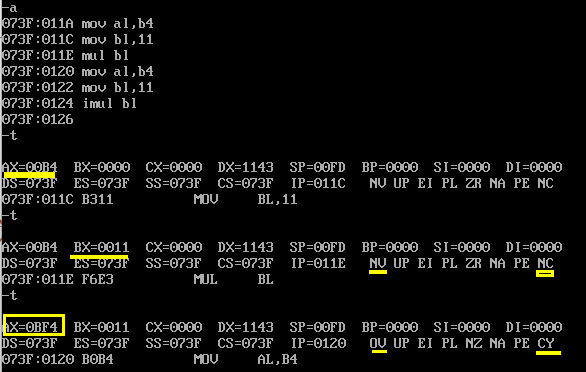 -a
073F:011A mov al,b4
073F:011C mov bl,11
073F:011E mul bl
073F:0120 mov al,b4
073F:0122 mov bl,11
073F:0124 imul bl
073F:0126
-t
AX=00B4 BX=0000 CX=0000 DX=1143 SP=00FD BP=0000 SI=0000 DI=0000
DS=073F ES=073F SS=073F CS=073F IP=011C NV UP EI PL ZR NA PE NC
073F:011C B311 MOV BL,11
-t
AX=00B4 BX=0011 CX=0000 DX=1143 SP=00FD BP=0000 SI=0000 DI=0000
DS=073F ES=073F SS=073F CS=073F IP=011E NV UP EI PL ZR NA PE NC
073F:011E F6E3 MUL BL
-t
AX=0BF4 BX=0011 CX=0000 DX=1143 SP=00FD BP=0000 SI=0000 DI=0000
DS=073F ES=073F SS=073F CS=073F IP=0120 OV UP EI PL NZ NA PE CY
073F:0120 B0B4 MOV AL,B4